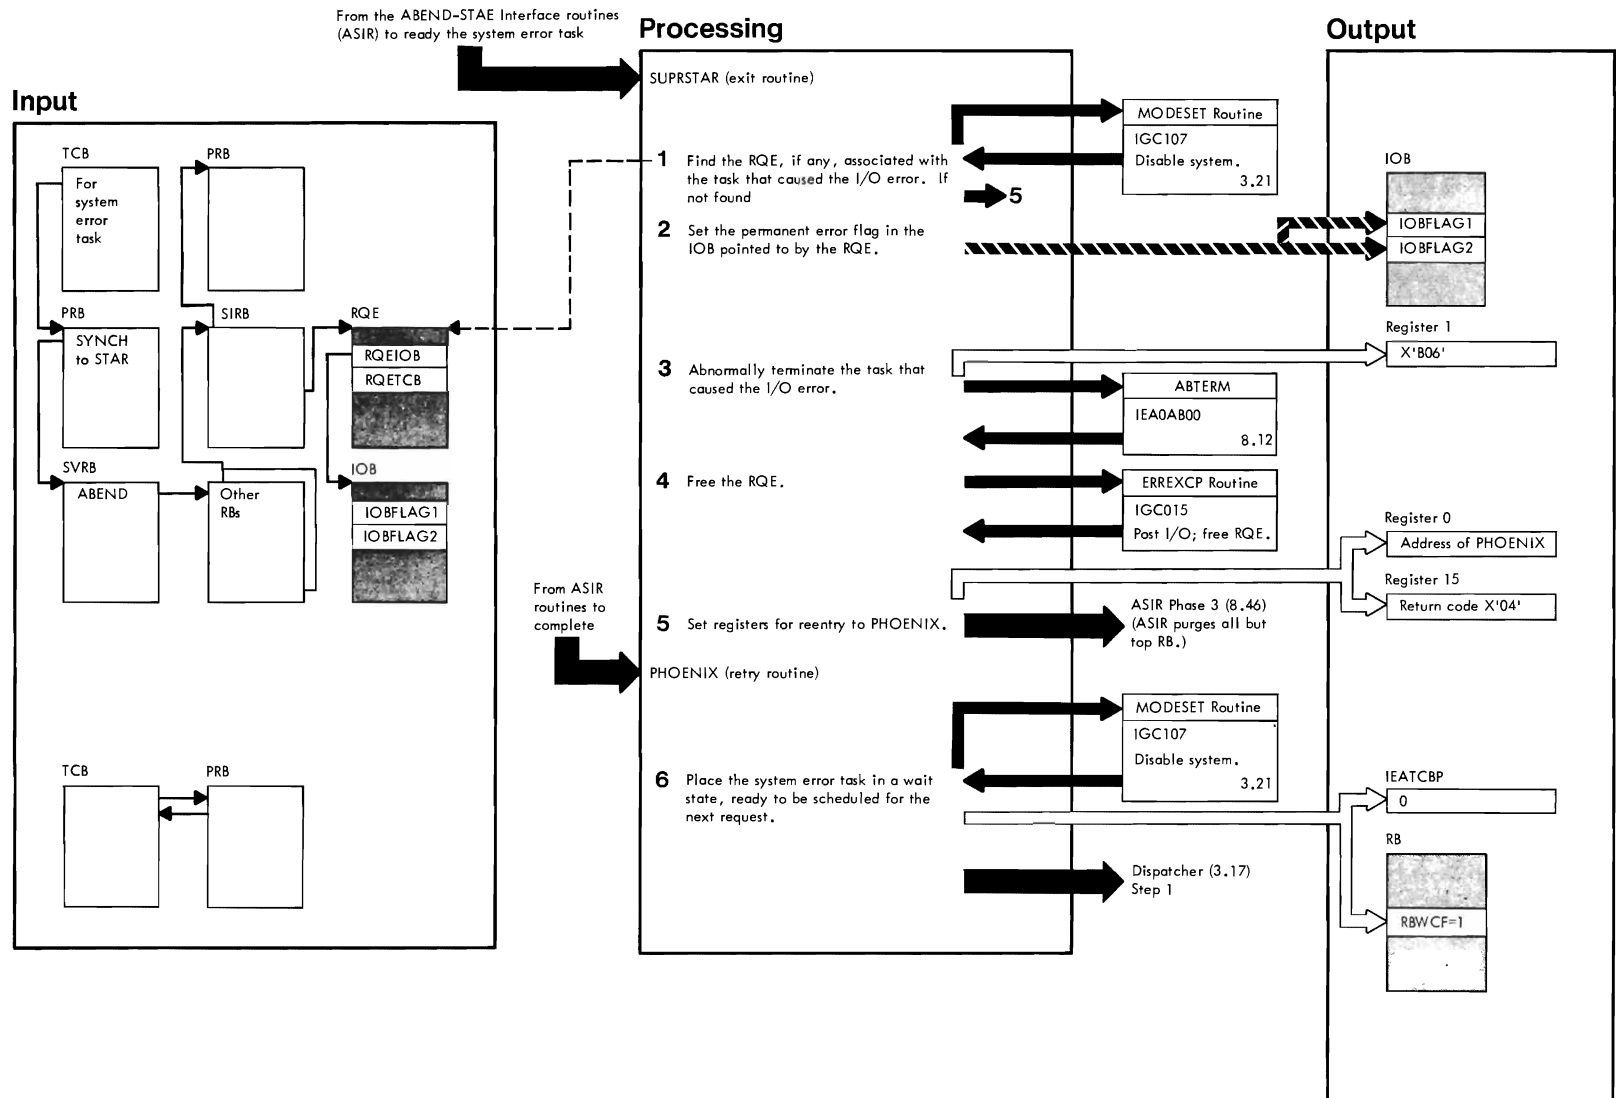 From the ABEND-STAE Interface routines
(ASIR) to ready the system error task
Processing
Output
Input
SUPRSTAR (exit routine)
TCB
For
system
error
task
PRB
PRB
SYNCH
to STAR
SIRB
RQE
RQEIOB
RQETCB
SVRB
ABEND
Other
RBs
IOB
IOBFLAG1
IOBFLAG2
TCB
PRB
1 Find the RQE, if any, associated with
the task that caused the I/O error. If
not found
5
MODESET Routine
IGC107
Disable system.
3.21
2 Set the permanent error flag in the
IOB pointed to by the RQE.
IOB
IOBFLAG1
IOBFLAG2
3 Abnormally terminate the task that
caused the I/O error.
Register 1
X'B06'
ABTERM
IEA0AB00
8.12
4 Free the RQE.
ERREXCP Routine
IGC015
Post I/O; free RQE.
From ASIR
routines to
complete
5 Set registers for reentry to PHOENIX.
ASIR Phase 3 (8.46)
(ASIR purges all but
top RB.)
Register 0
Address of PHOENIX
Register 15
Return code X'04'
PHOENIX (retry routine)
MODESET Routine
IGC107
Disable system.
3.21
6 Place the system error task in a wait
state, ready to be scheduled for the
next request.
IEATCBP
0
RB
RBWCF=1
Dispatcher (3.17)
Step 1